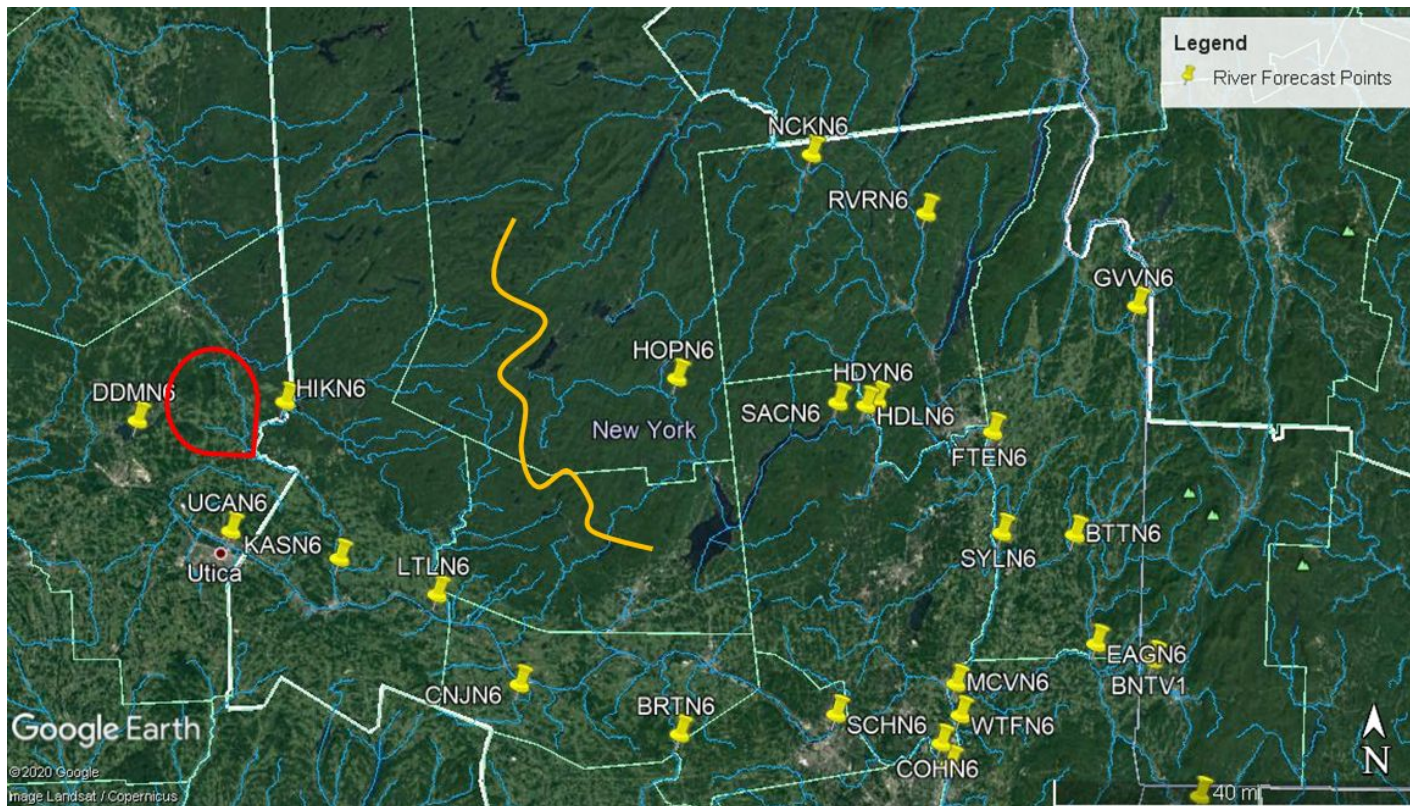 Legend
River Forecast Points
NCKN6
RVRN6
GVVN6
HOPN6
HDYN6
DDMN6
HIKN6
SACN6
HDLN6
New York
FTEN6
UCAN6
KASN6
SYLN6
BTTN6
Utica
LTLN6
EAGN6
BNTV1
CNJN6
MCVN6
BRTN6
SCHN6
WTFN6
COHN6
Google Earth
N
©2020 Google
Image Landsat / Copernicus
40 mi